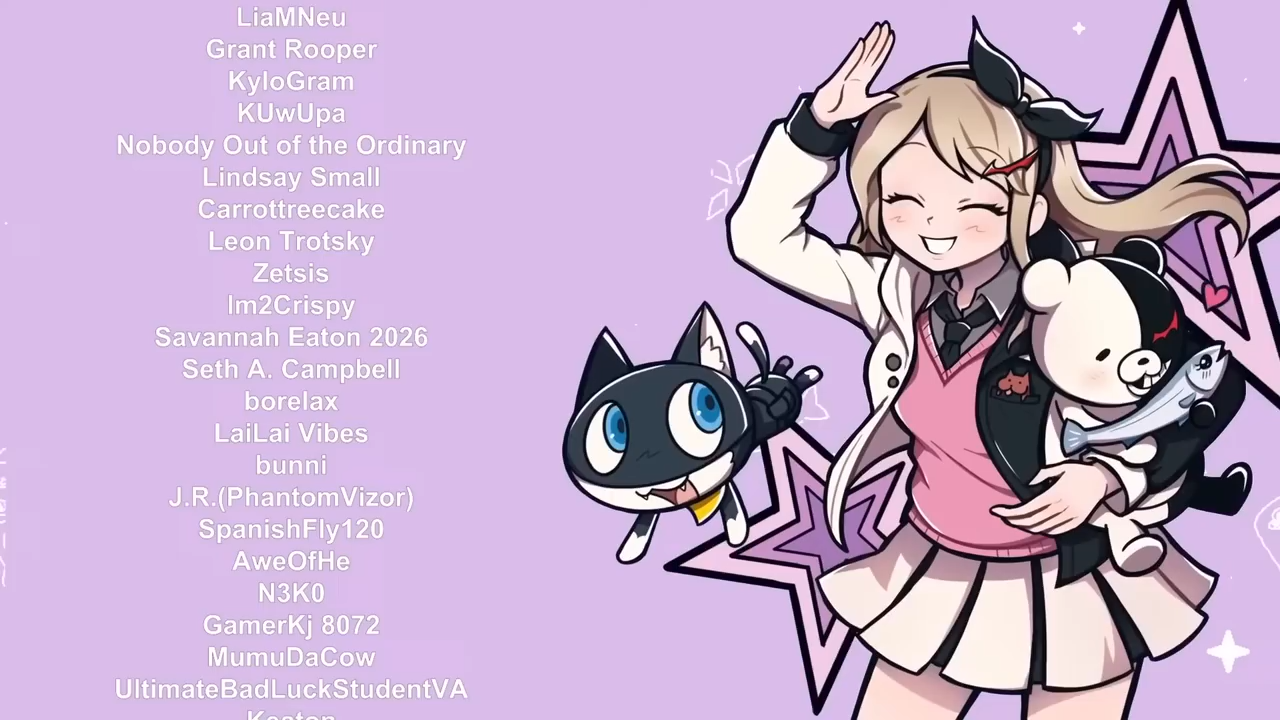 LiaMNeu
Grant Rooper
KyloGram
KUwUpa
Nobody Out of the Ordinary
Lindsay Small
Carrottreecake
Leon Trotsky
Zetsis
Im2Crispy
Savannah Eaton 2026
Seth A. Campbell
borelax
LaiLai Vibes
bunni
J.R.(PhantomVizor)
SpanishFly120
AweOfHe
N3K0
GamerKj 8072
MumuDaCow
UltimateBadLuckStudentVA